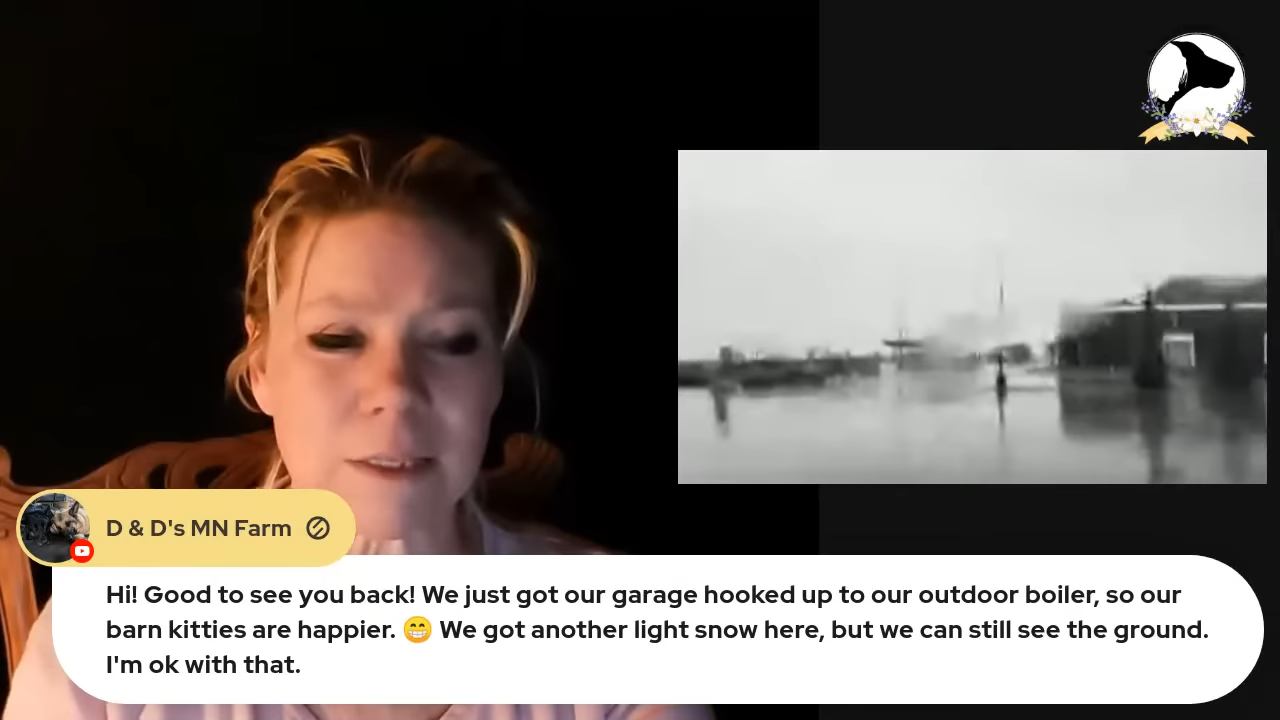 D & D's MN Farm
Hi! Good to see you back! We just got our garage hooked up to our outdoor boiler, so our
barn kitties are happier. 😁 We got another light snow here, but we can still see the ground.
I'm ok with that.